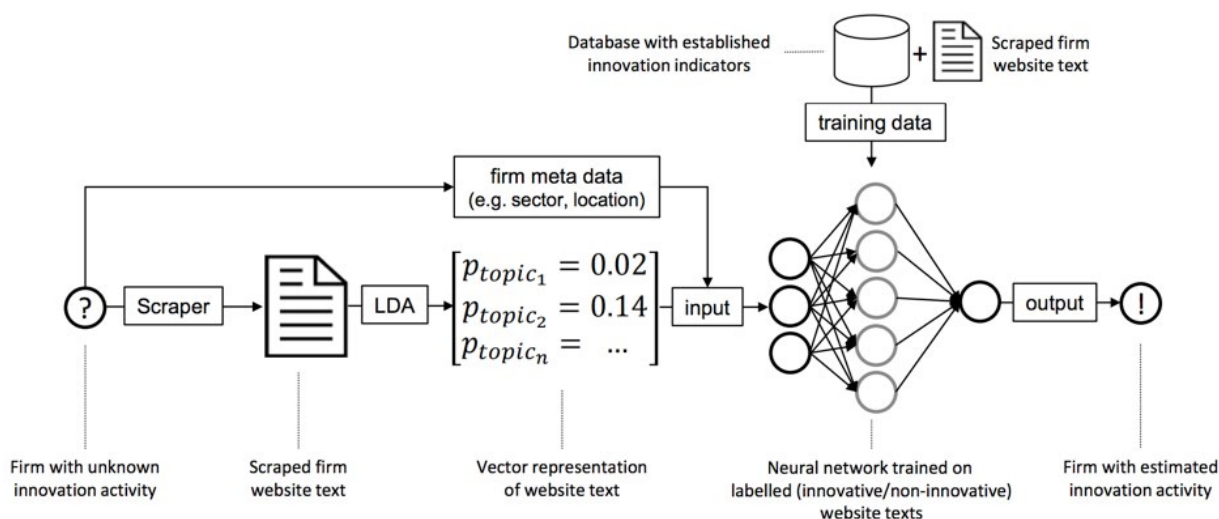 Database with established
innovation indicators
+
Scraped firm
website text
training data
firm meta data
(e.g. sector, location)
?
Scraper
LDA
p_topic_1 = 0.02
p_topic_2 = 0.14
p_topic_n = ...
input
output
!
Firm with unknown
innovation activity
Scraped firm
website text
Vector representation
of website text
Neural network trained on
labelled (innovative/non-innovative)
website texts
Firm with estimated
innovation activity